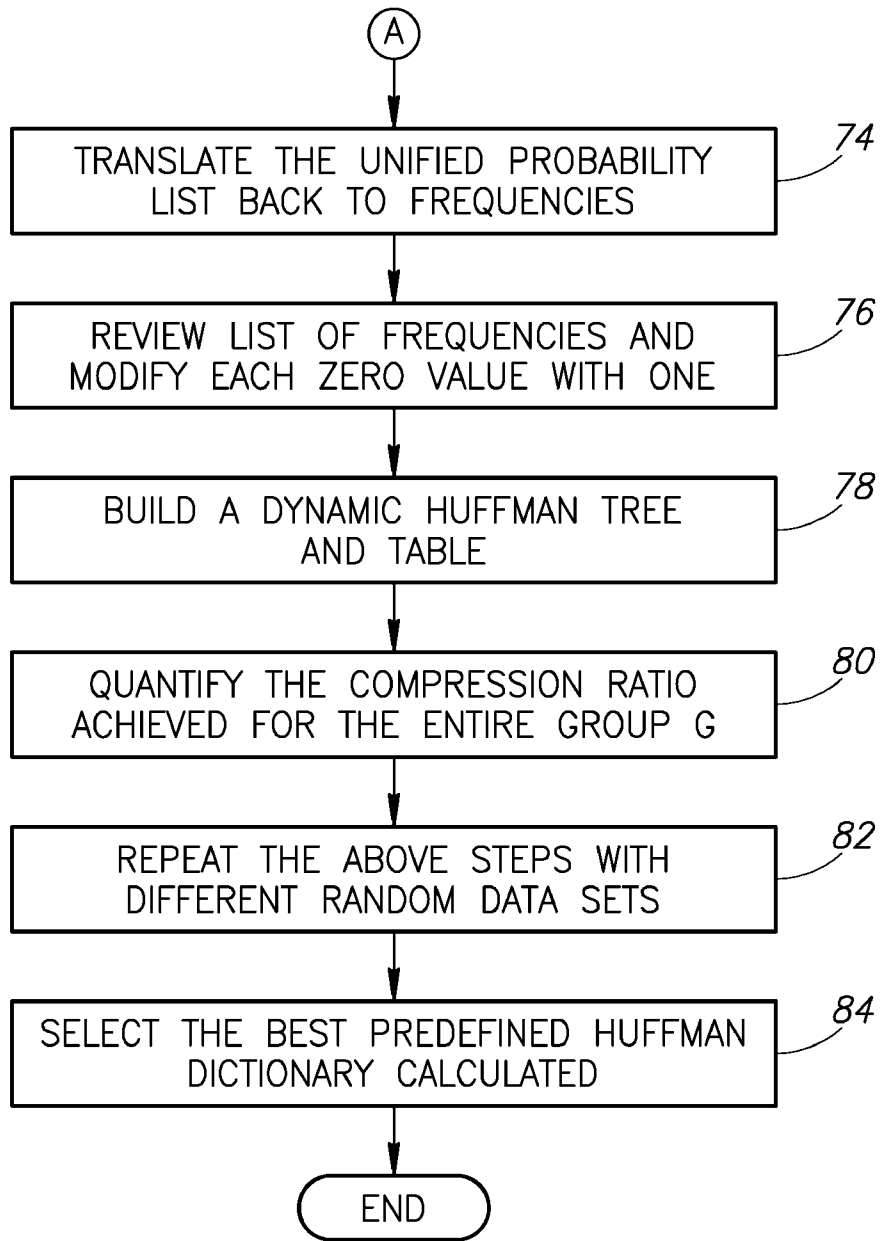 A
TRANSLATE THE UNIFIED PROBABILITY
LIST BACK TO FREQUENCIES
74
REVIEW LIST OF FREQUENCIES AND
MODIFY EACH ZERO VALUE WITH ONE
76
BUILD A DYNAMIC HUFFMAN TREE
AND TABLE
78
QUANTIFY THE COMPRESSION RATIO
ACHIEVED FOR THE ENTIRE GROUP G
80
REPEAT THE ABOVE STEPS WITH
DIFFERENT RANDOM DATA SETS
82
SELECT THE BEST PREDEFINED HUFFMAN
DICTIONARY CALCULATED
84
END